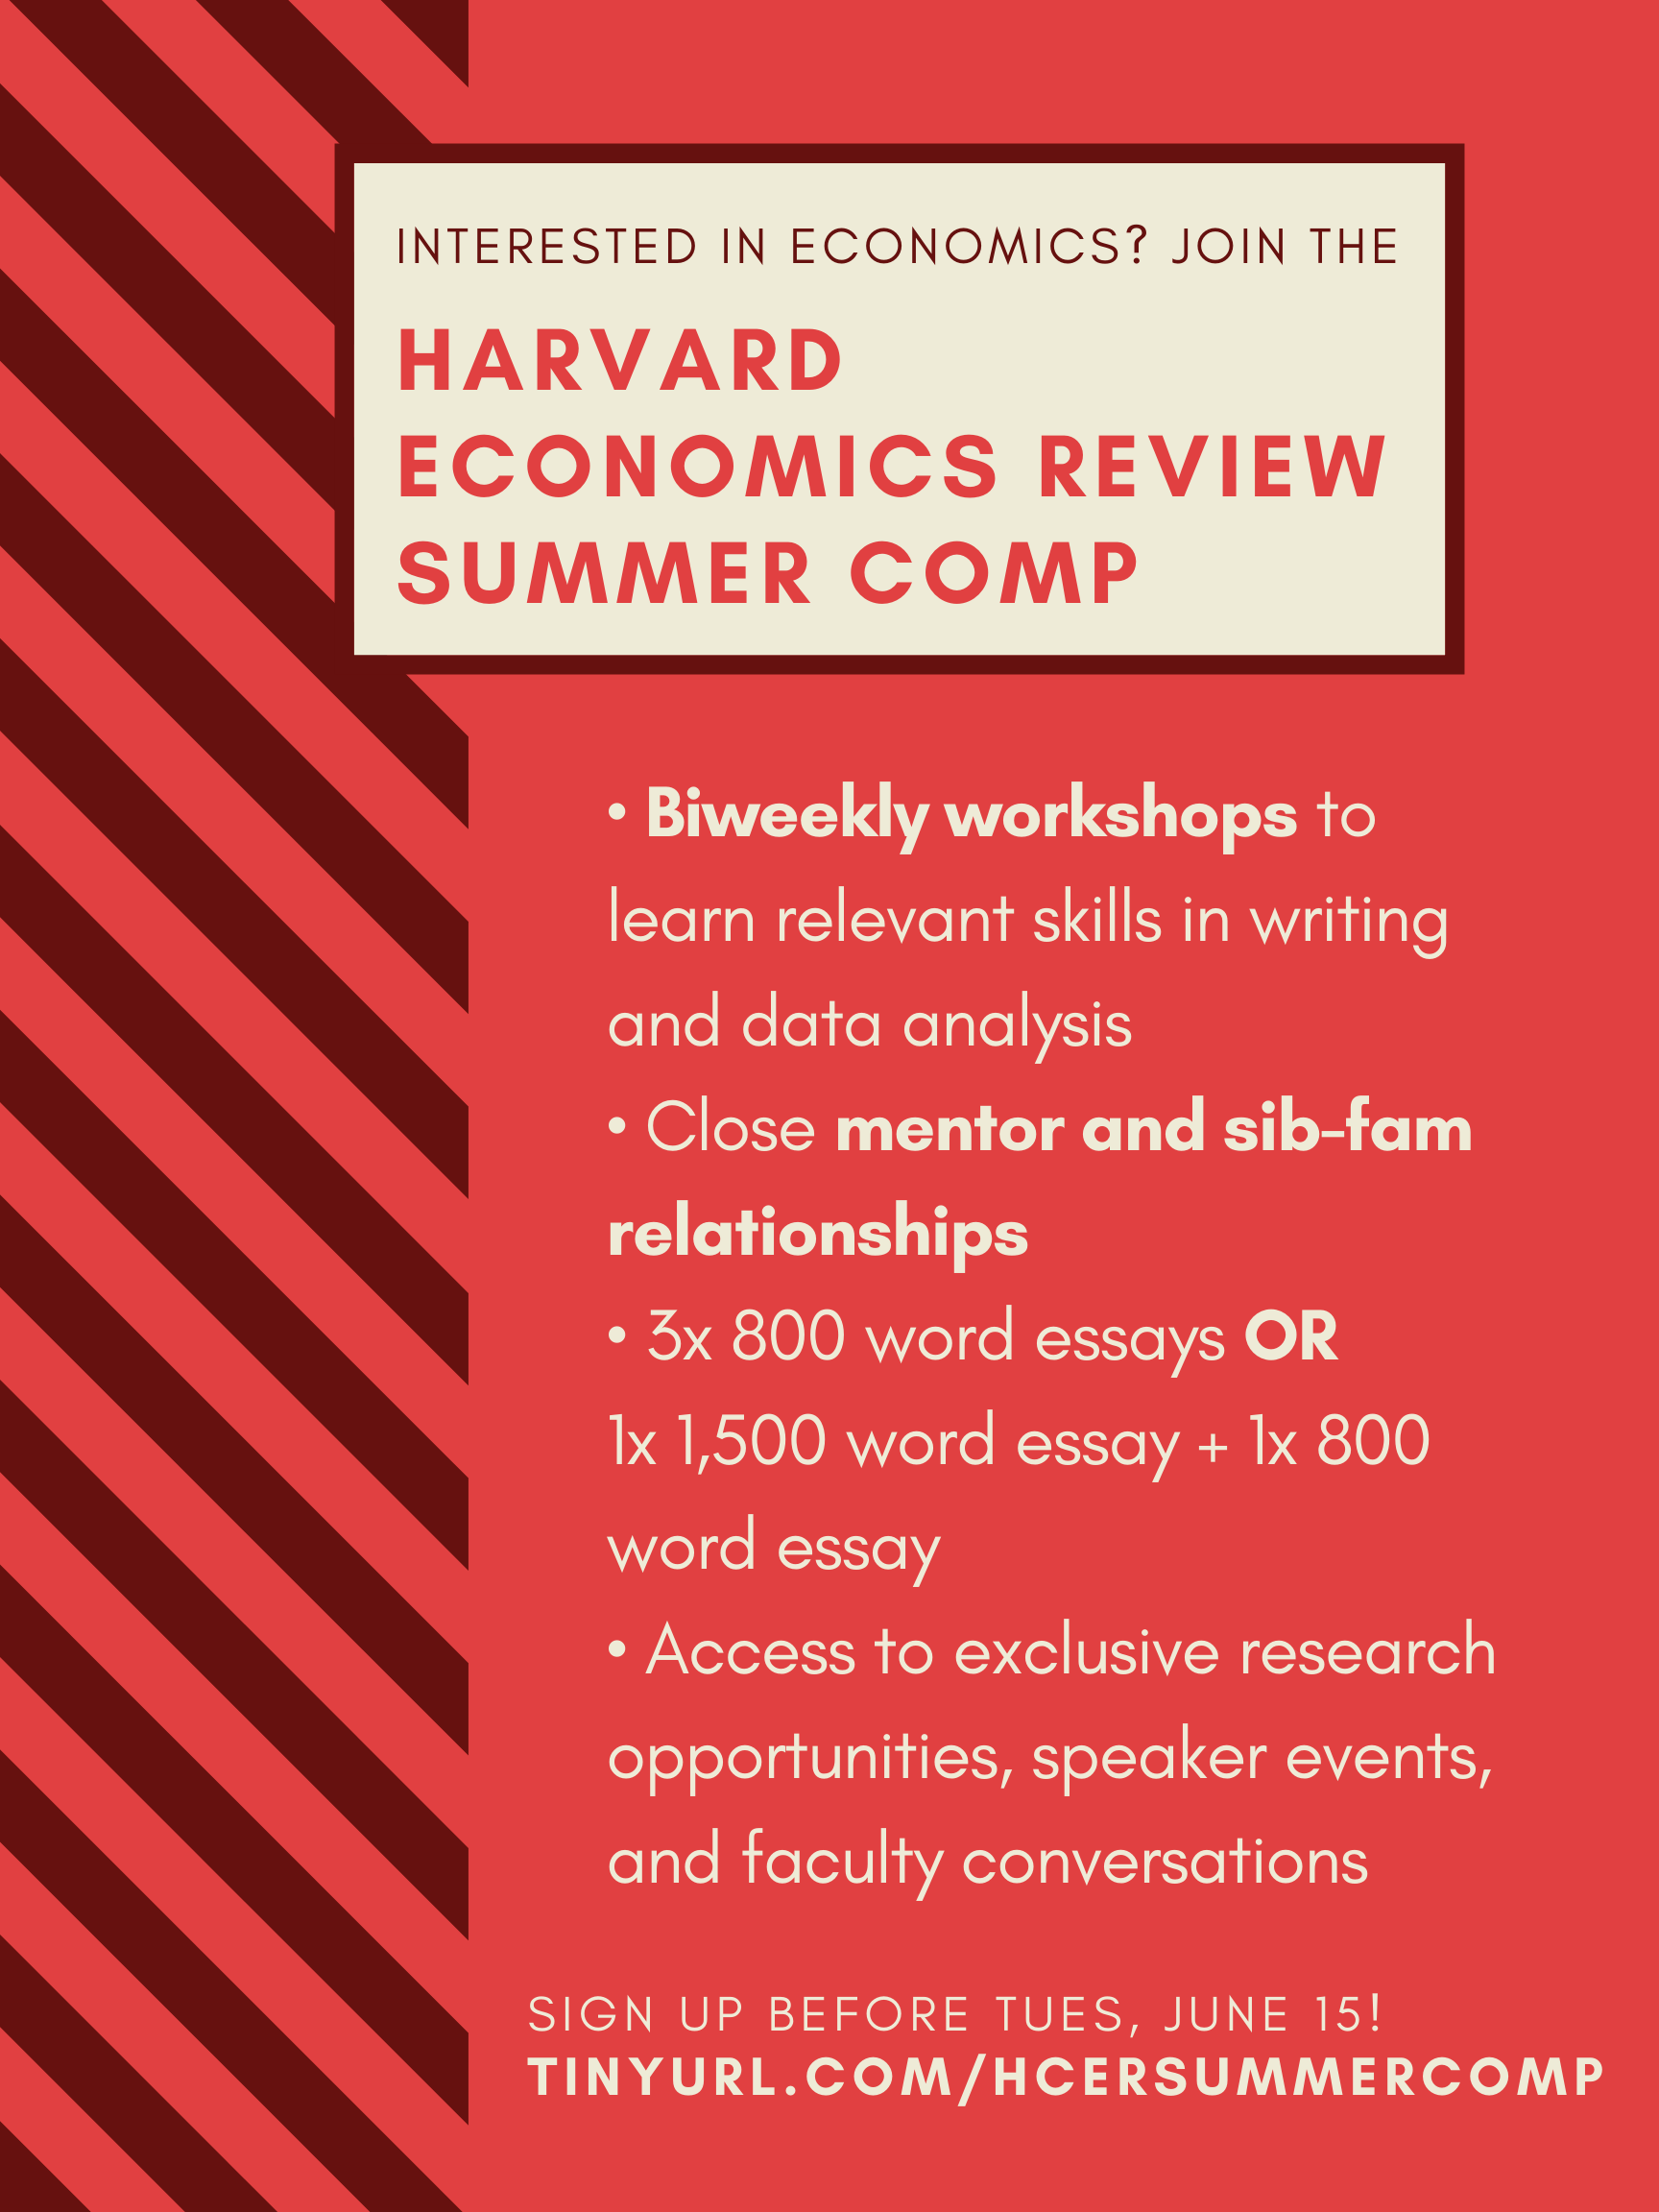 INTERESTED IN ECONOMICS? JOIN THE
HARVARD
ECONOMICS REVIEW
SUMMER COMP
• Biweekly workshops to
learn relevant skills in writing
and data analysis
• Close mentor and sib-fam
relationships
• 3x 800 word essays OR
1x 1,500 word essay + 1x 800
word essay
• Access to exclusive research
opportunities, speaker events,
and faculty conversations
SIGN UP BEFORE TUES, JUNE 15!
TINYURL.COM/HCERSUMMERCOMP